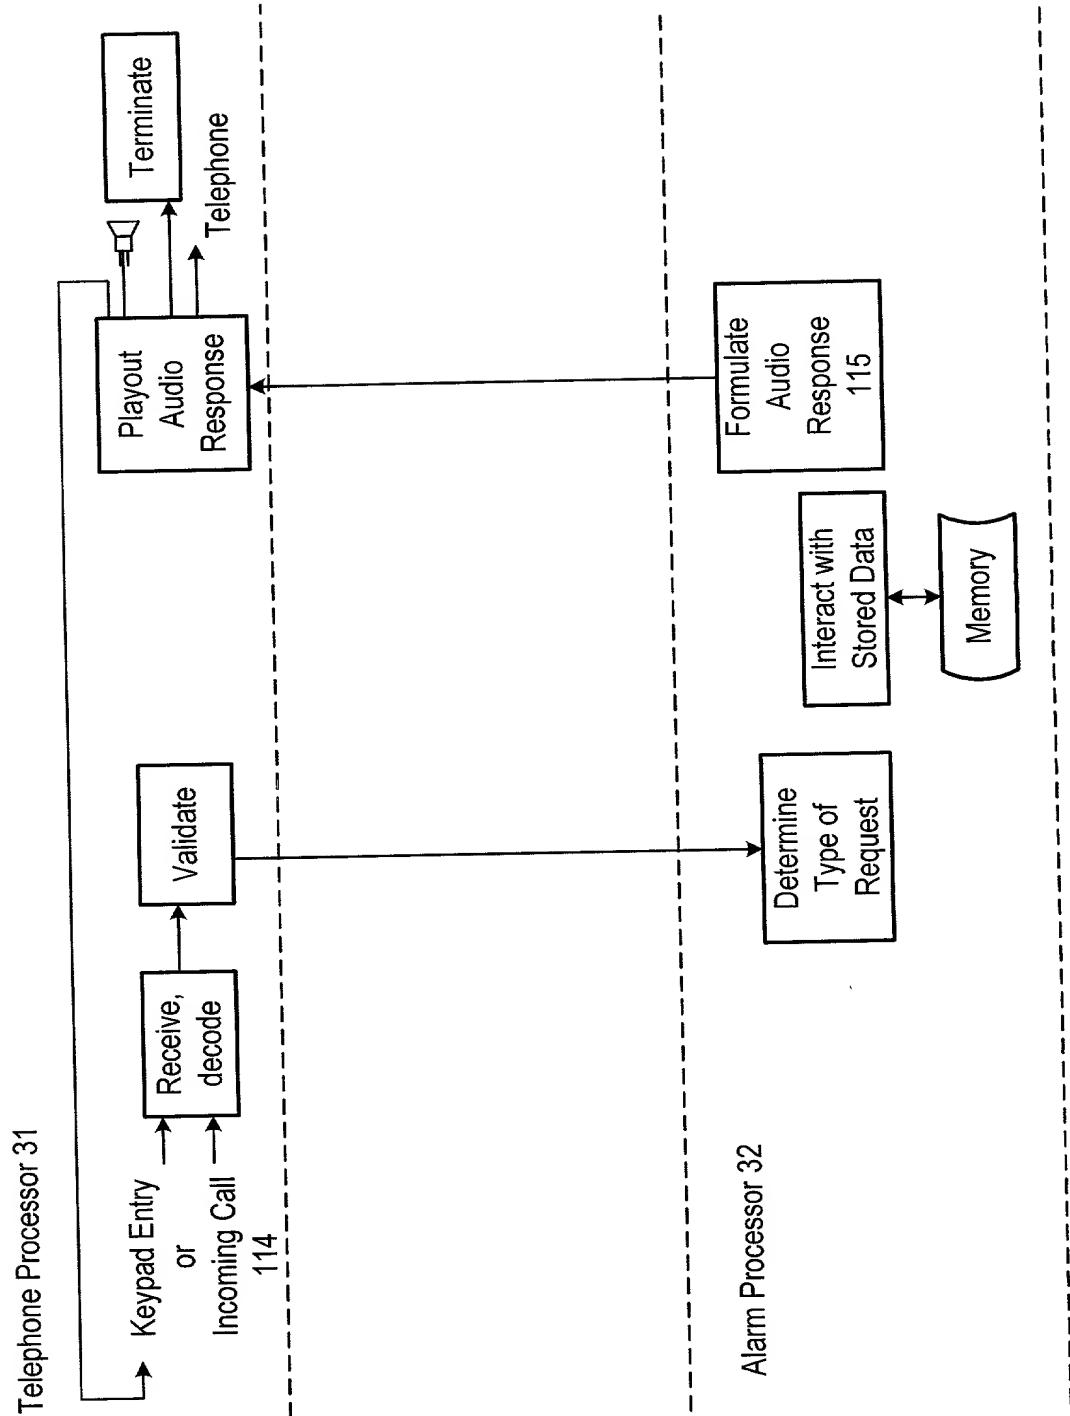 Telephone Processor 31
Keypad Entry
or
Incoming Call
114
Receive,
decode
Validate
Playout
Audio
Response
Terminate
Telephone
Alarm Processor 32
Determine
Type of
Request
Interact with
Stored Data
Memory
Formulate
Audio
Response
115